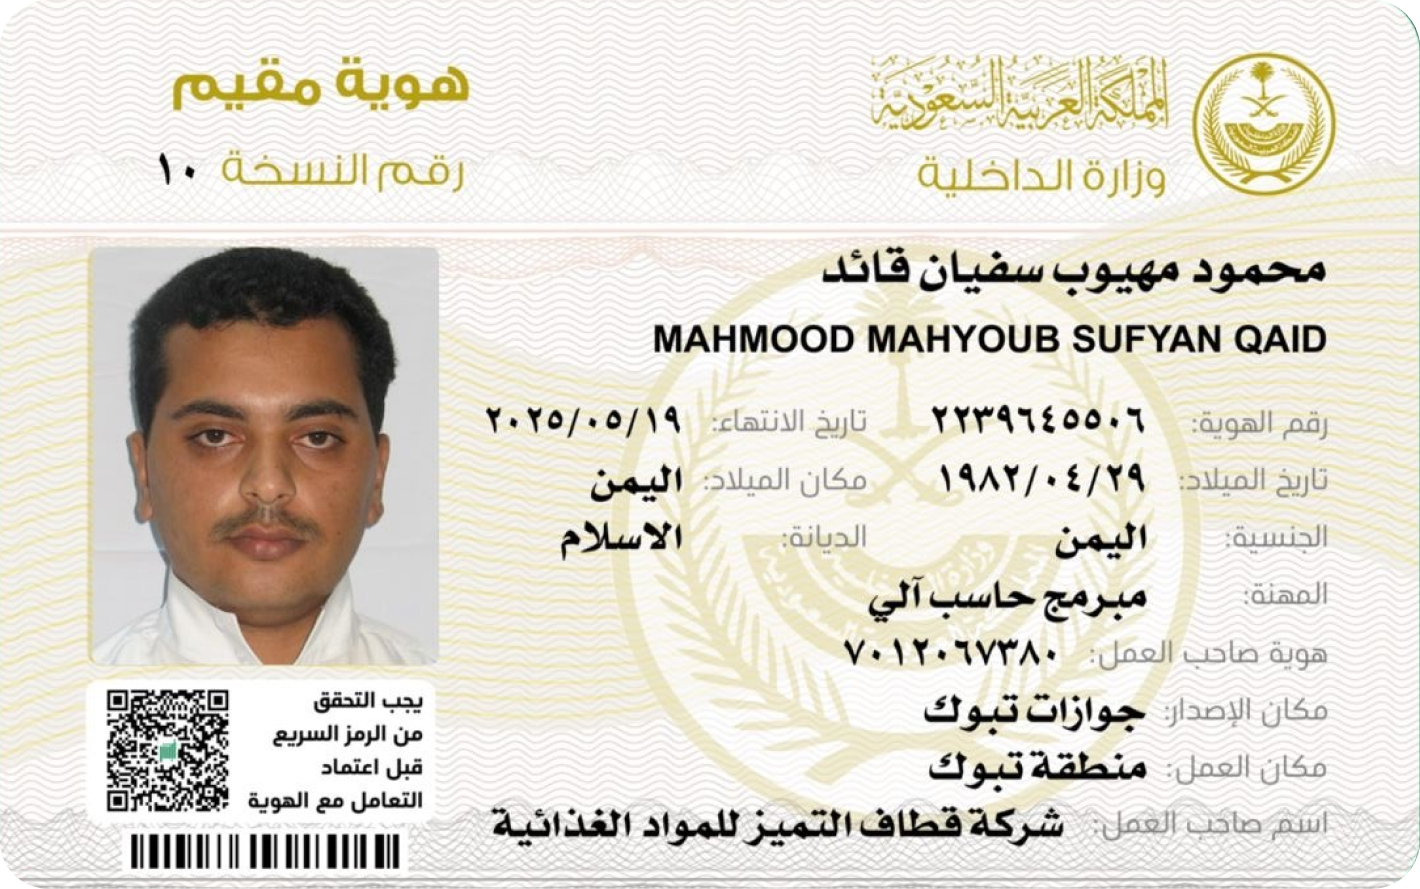 المملكة العربية السعودية
وزارة الداخلية
هوية مقيم
رقم النسخة ١٠
محمود مهيوب سفيان قائد
MAHMOOD MAHYOUB SUFYAN QAID
رقم الهوية: ٢٢٣٩٦٤٥٥٠٦ تاريخ الانتهاء: ٢٠٢٥/٠٥/١٩
تاريخ الميلاد: ١٩٨٢/٠٤/٢٩ مكان الميلاد: اليمن
الجنسية: اليمن الديانة: الاسلام
المهنة: مبرمج حاسب آلي
هوية صاحب العمل: ٧٠١٢٠٦٧٣٨٠
مكان الإصدار: جوازات تبوك
مكان العمل: منطقة تبوك
اسم صاحب العمل: شركة قطاف التميز للمواد الغذائية
يجب التحقق
من الرمز السريع
قبل اعتماد
التعامل مع الهوية